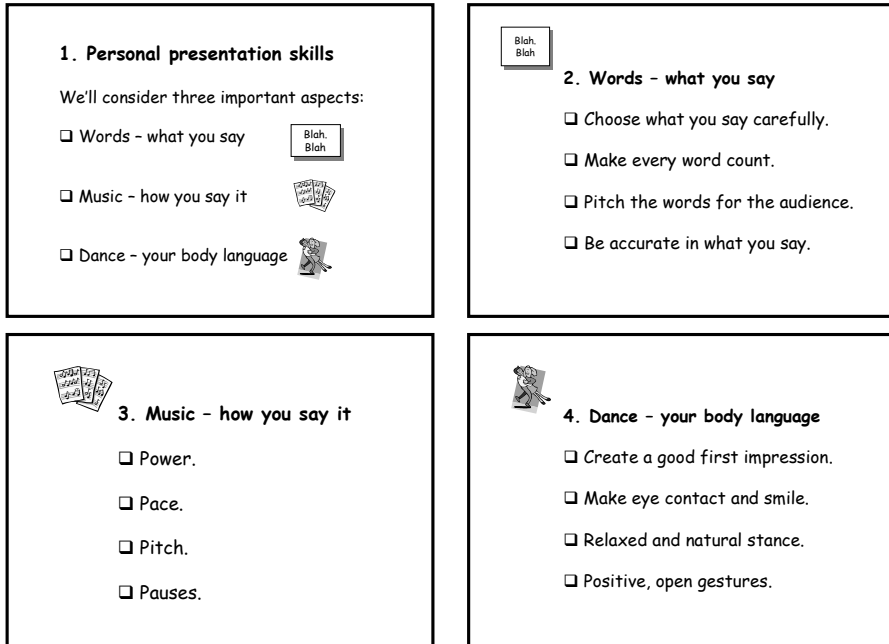 1. Personal presentation skills
We'll consider three important aspects:
❑ Words – what you say
Blah.
Blah
❑ Music – how you say it
❑ Dance – your body language
Blah.
Blah
2. Words – what you say
❑ Choose what you say carefully.
❑ Make every word count.
❑ Pitch the words for the audience.
❑ Be accurate in what you say.
3. Music – how you say it
❑ Power.
❑ Pace.
❑ Pitch.
❑ Pauses.
4. Dance – your body language
❑ Create a good first impression.
❑ Make eye contact and smile.
❑ Relaxed and natural stance.
❑ Positive, open gestures.